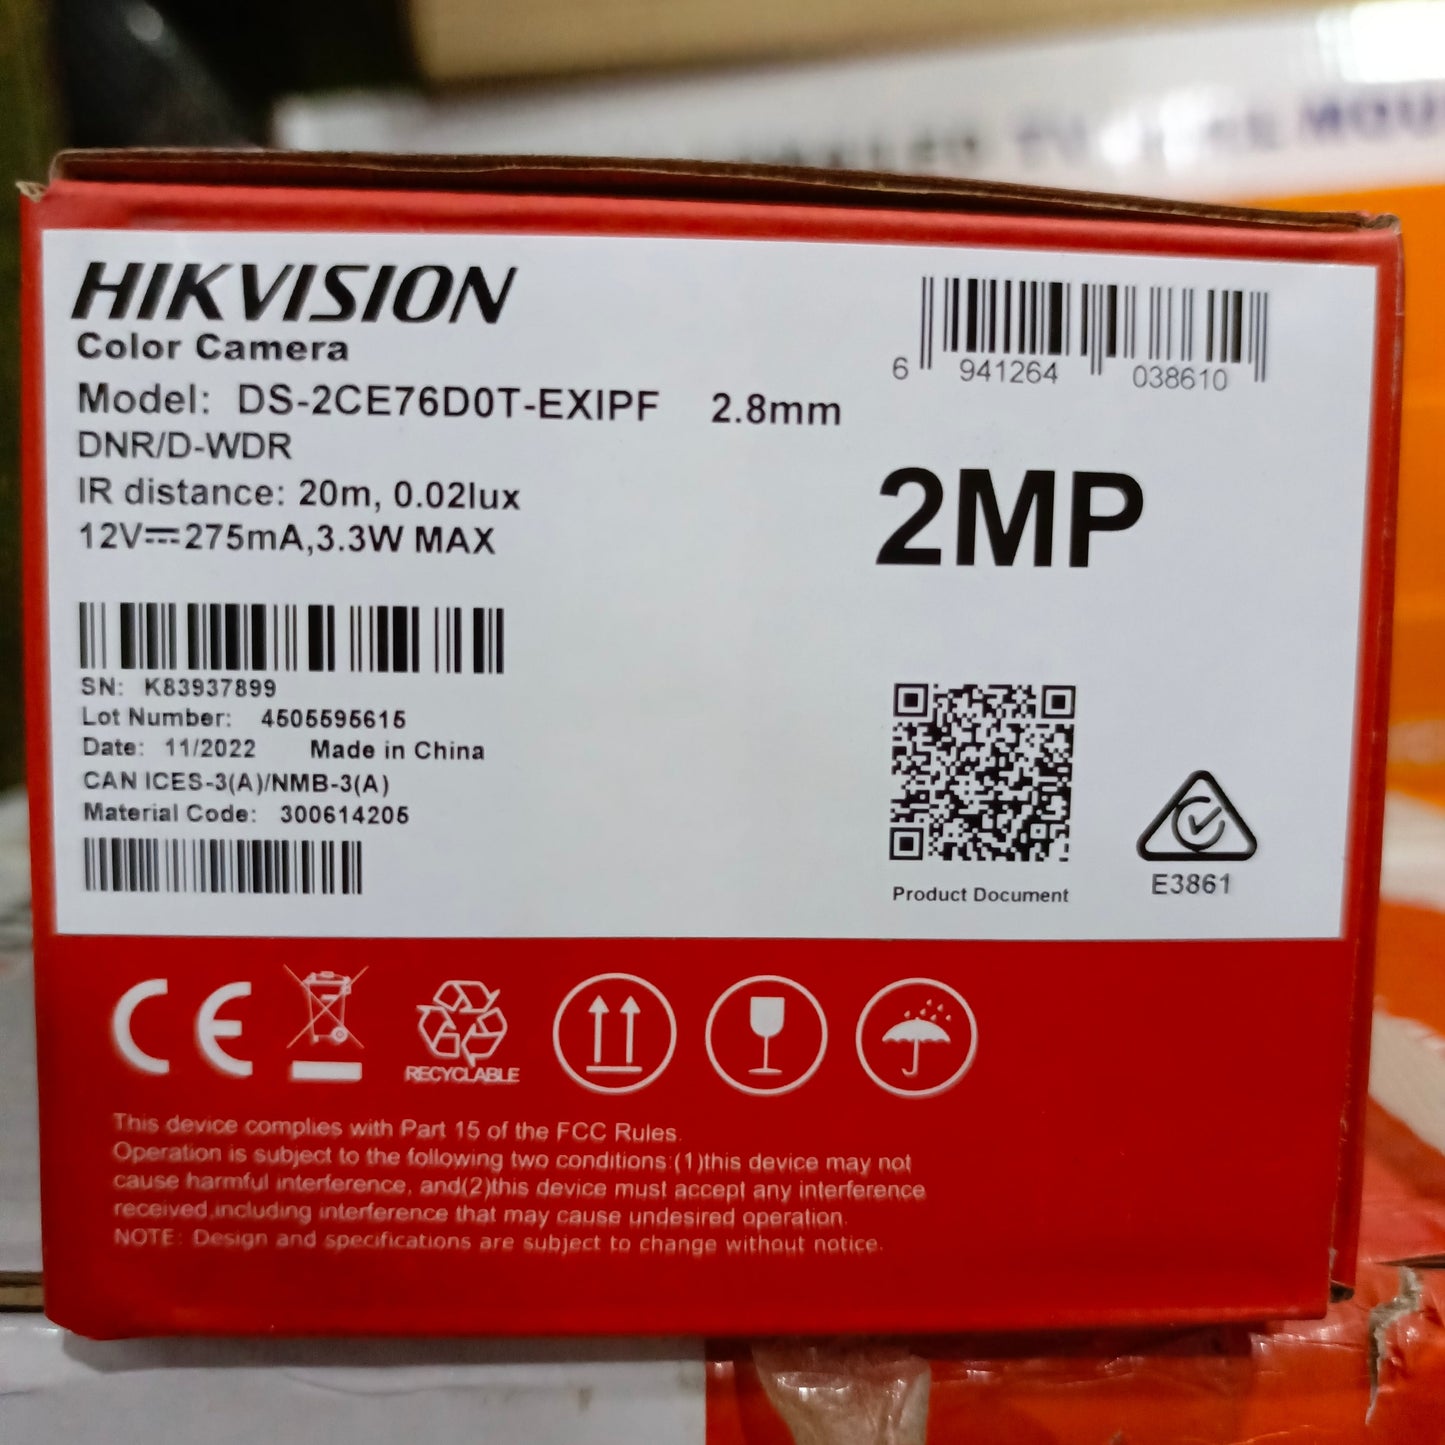 HIKVISION
Color Camera
Model: DS-2CE76D0T-EXIPF 2.8mm
DNR/D-WDR
IR distance: 20m, 0.02lux
12V⎓275mA,3.3W MAX
6 941264 038610
2MP
SN: K83937899
Lot Number: 4505595615
Date: 11/2022 Made in China
CAN ICES-3(A)/NMB-3(A)
Material Code: 300614205
Product Document
E3861
CE
RECYCLABLE
This device complies with Part 15 of the FCC Rules.
Operation is subject to the following two conditions:(1)this device may not
cause harmful interference, and(2)this device must accept any interference
received,including interference that may cause undesired operation.
NOTE: Design and specifications are subject to change without notice.